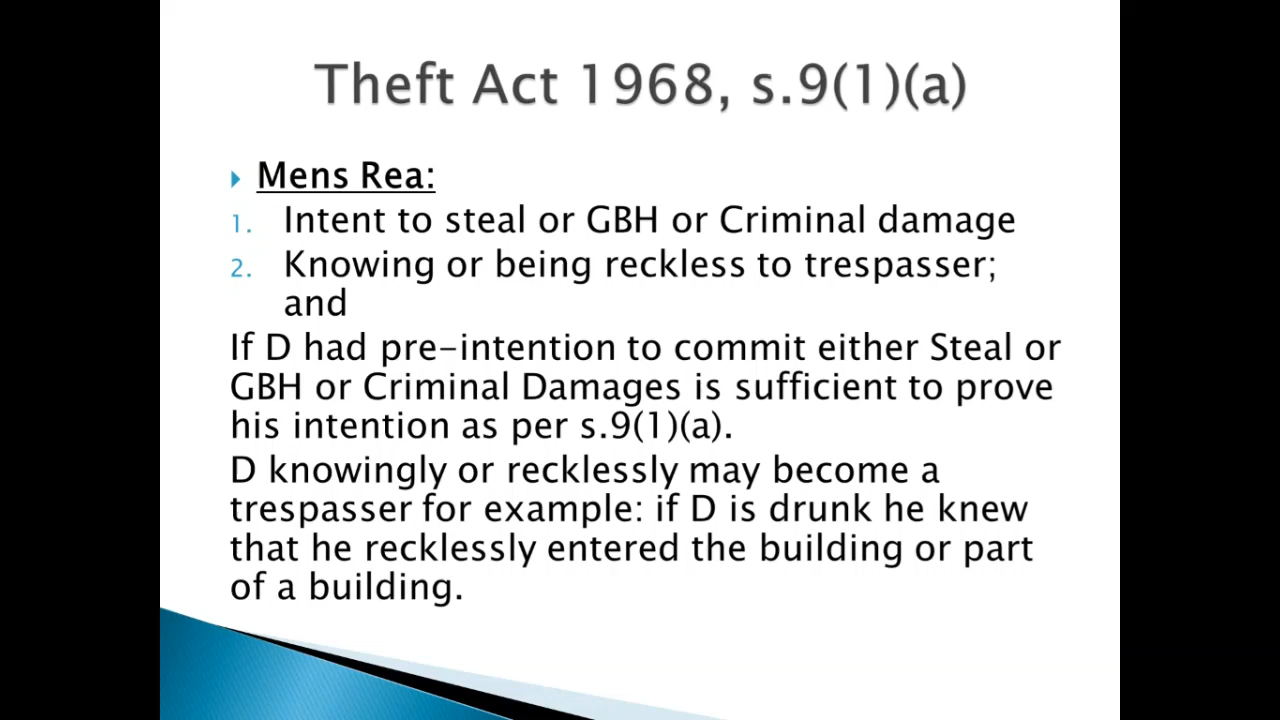 Theft Act 1968, s.9(1)(a)
Mens Rea:
1. Intent to steal or GBH or Criminal damage
2. Knowing or being reckless to trespasser;
and
If D had pre-intention to commit either Steal or
GBH or Criminal Damages is sufficient to prove
his intention as per s.9(1)(a).
D knowingly or recklessly may become a
trespasser for example: if D is drunk he knew
that he recklessly entered the building or part
of a building.